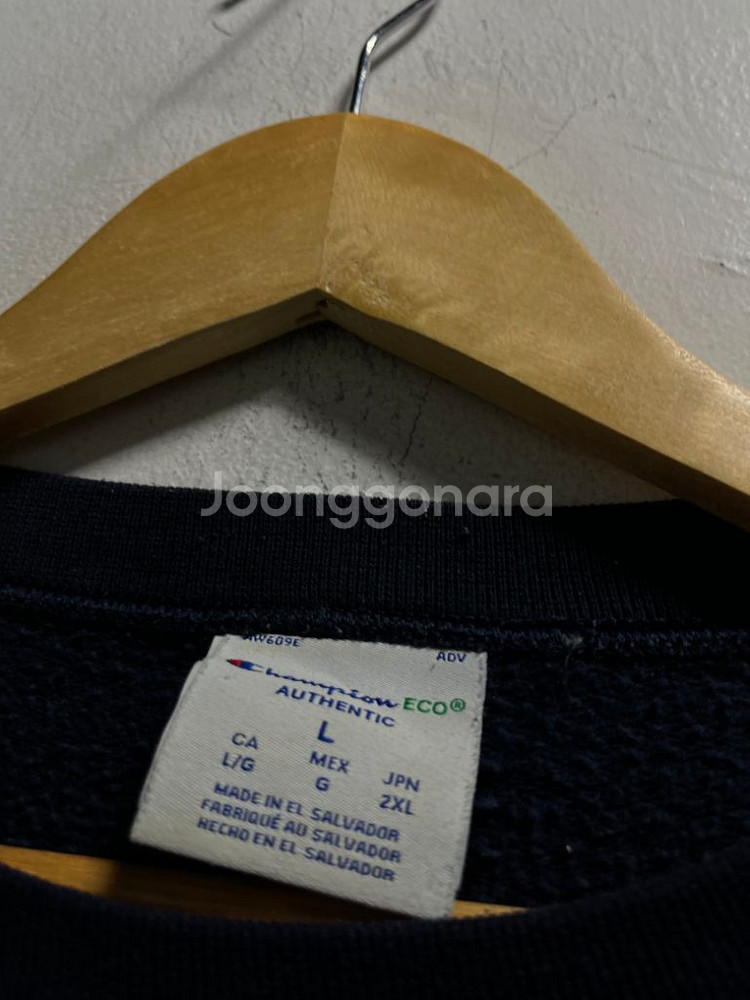 Joonggonara
AW609E
ADV
Champion ECO®
AUTHENTIC
L
CA MEX JPN
L/G G 2XL
MADE IN EL SALVADOR
FABRIQUÉ AU SALVADOR
HECHO EN EL SALVADOR